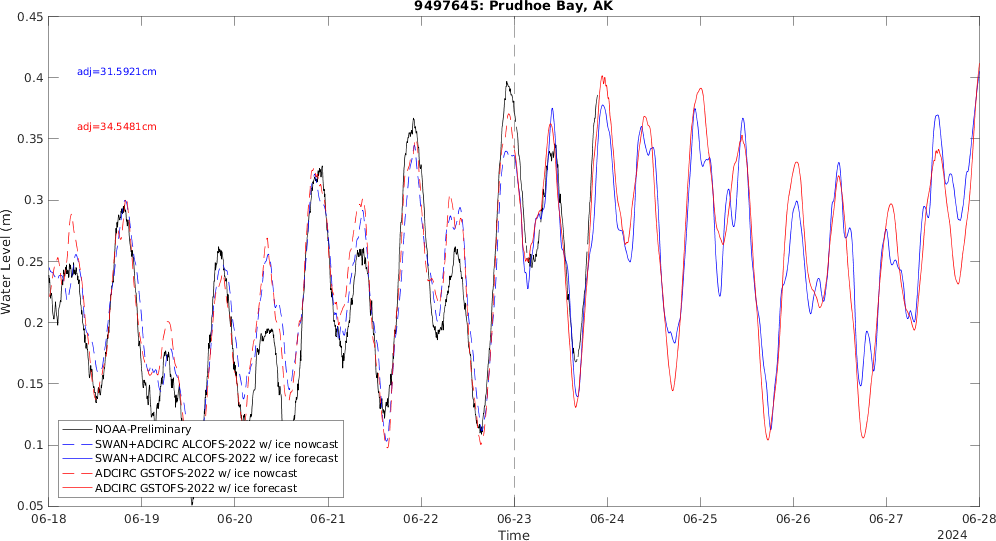 9497645: Prudhoe Bay, AK
0.45
0.4
0.35
0.3
0.25
0.2
0.15
0.1
0.05
Water Level (m)
adj=31.5921cm
adj=34.5481cm
NOAA-Preliminary
SWAN+ADCIRC ALCOFS-2022 w/ ice nowcast
SWAN+ADCIRC ALCOFS-2022 w/ ice forecast
ADCIRC GSTOFS-2022 w/ ice nowcast
ADCIRC GSTOFS-2022 w/ ice forecast
06-18 06-19 06-20 06-21 06-22 06-23 06-24 06-25 06-26 06-27 06-28
Time
2024